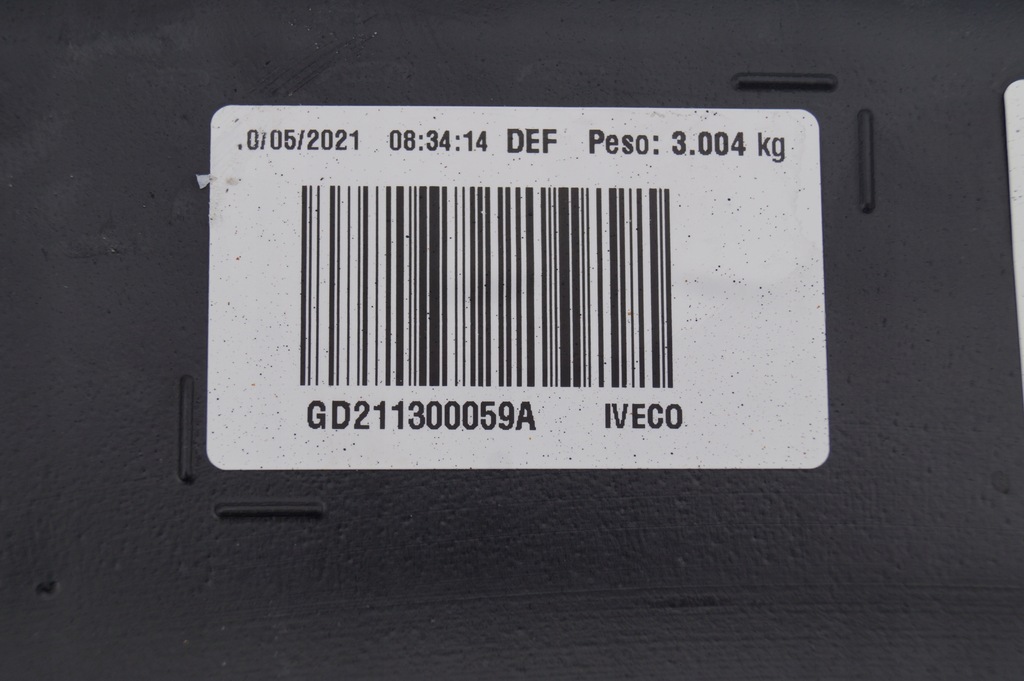 .0/05/2021 08:34:14 DEF Peso: 3.004 kg
GD211300059A IVECO